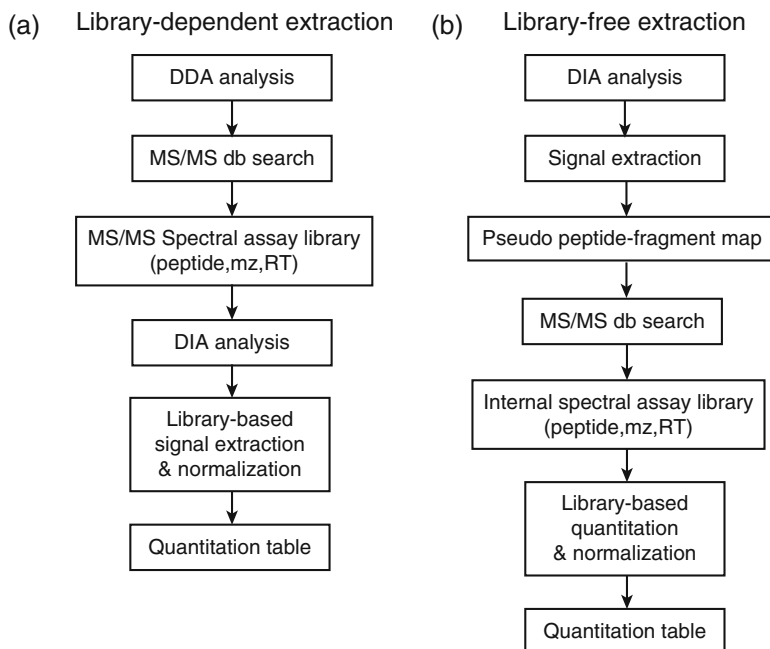 (a) Library-dependent extraction
DDA analysis
MS/MS db search
MS/MS Spectral assay library
(peptide,mz,RT)
DIA analysis
Library-based
signal extraction
& normalization
Quantitation table
(b) Library-free extraction
DIA analysis
Signal extraction
Pseudo peptide-fragment map
MS/MS db search
Internal spectral assay library
(peptide,mz,RT)
Library-based
quantitation
& normalization
Quantitation table